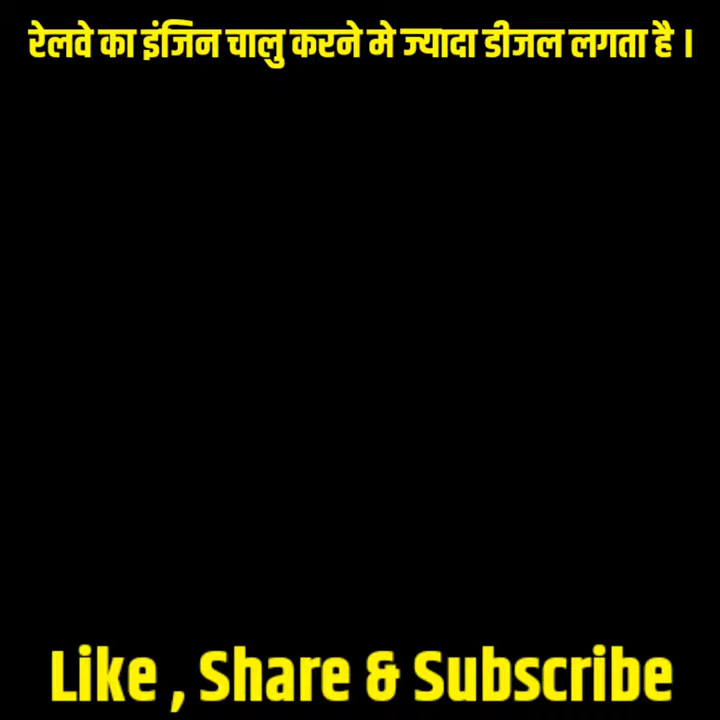 रेलवे का इंजिन चालु करने मे ज्यादा डीजल लगता है ।
Like , Share & Subscribe